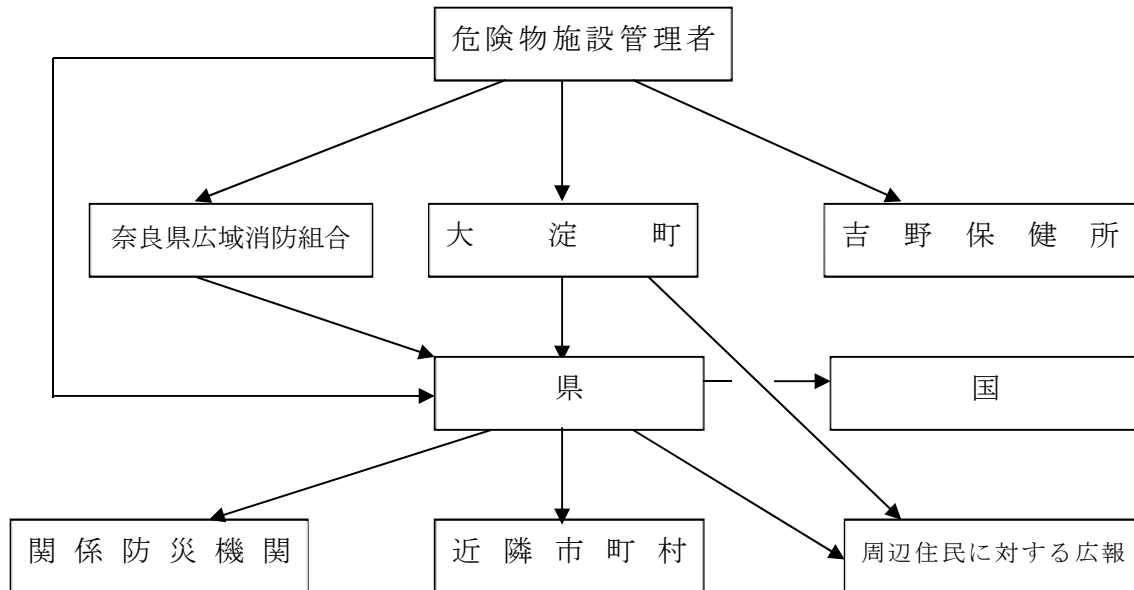 危険物施設管理者
奈良県広域消防組合
大淀町
吉野保健所
県
国
関係防災機関
近隣市町村
周辺住民に対する広報